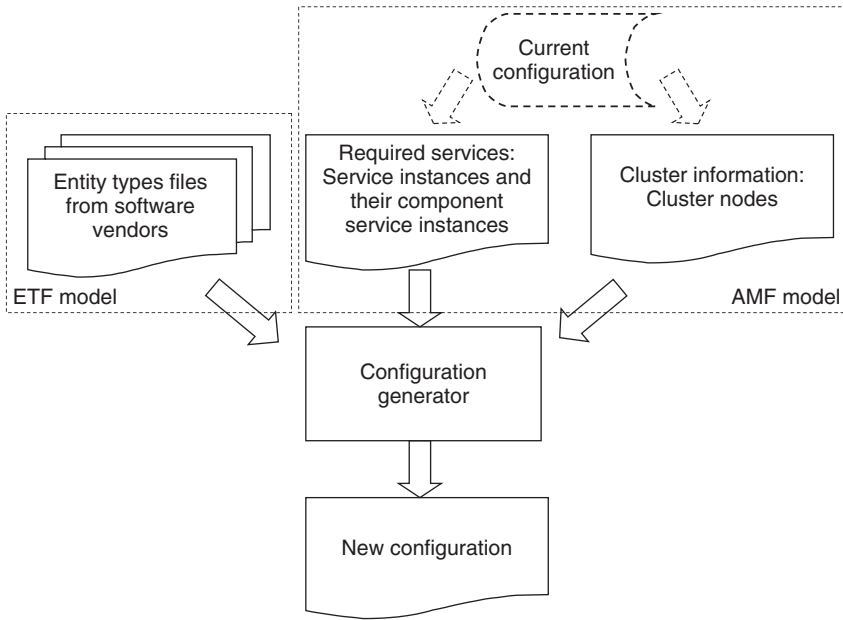 Current
configuration
Entity types files
from software
vendors
Required services:
Service instances and
their component
service instances
Cluster information:
Cluster nodes
ETF model
AMF model
Configuration
generator
New configuration